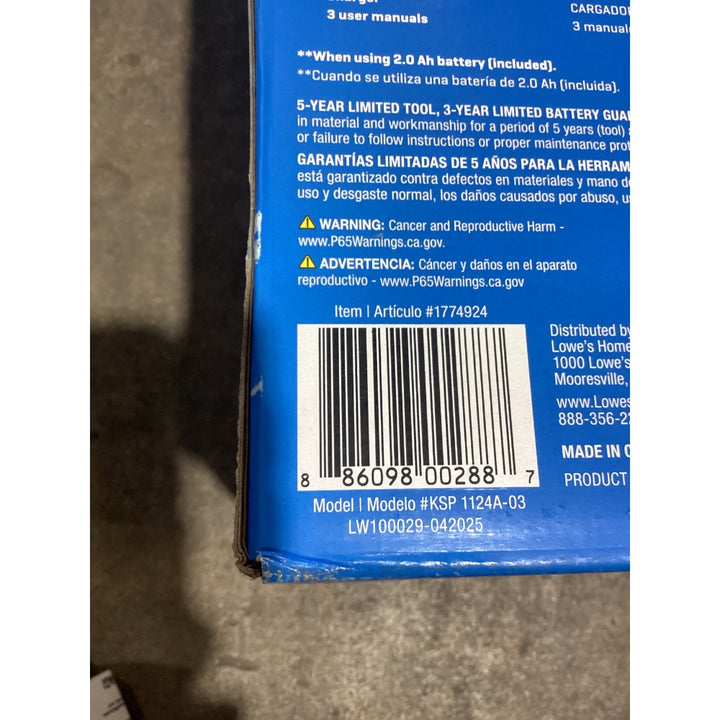 3 user manuals
CARGADO
3 manual
**When using 2.0 Ah battery (included).
**Cuando se utiliza una batería de 2.0 Ah (incluida).
5-YEAR LIMITED TOOL, 3-YEAR LIMITED BATTERY GUA
in material and workmanship for a period of 5 years (tool)
or failure to follow instructions or proper maintenance prot
GARANTÍAS LIMITADAS DE 5 AÑOS PARA LA HERRAM
está garantizado contra defectos en materiales y mano d
uso y desgaste normal, los daños causados por abuso, u
WARNING: Cancer and Reproductive Harm -
www.P65Warnings.ca.gov.
ADVERTENCIA: Cáncer y daños en el aparato
reproductivo - www.P65Warnings.ca.gov
Item | Artículo #1774924
8 86098 00288 7
Model | Modelo #KSP 1124A-03
LW100029-042025
Distributed by
Lowe's Home
1000 Lowe's
Mooresville,
www.Lowes
888-356-22
MADE IN C
PRODUCT